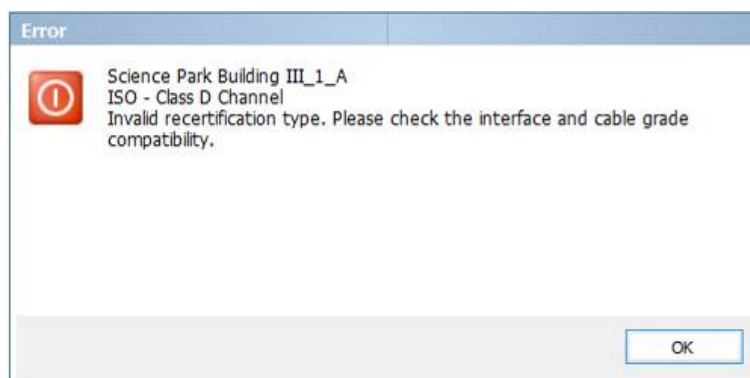 Error
Science Park Building III_1_A
ISO - Class D Channel
Invalid recertification type. Please check the interface and cable grade
compatibility.
OK